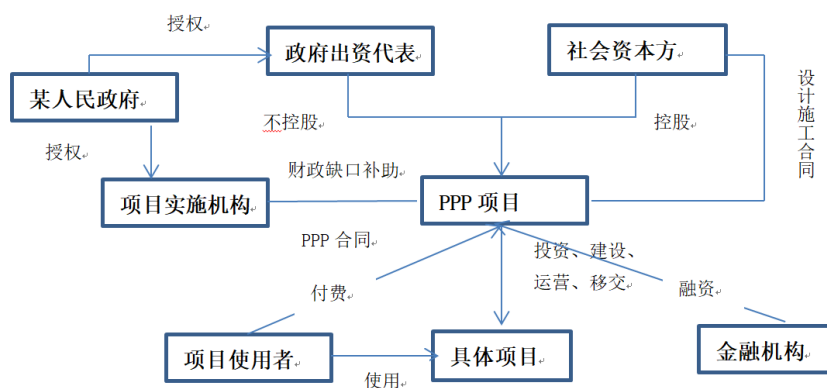 授权
政府出资代表
社会资本方
某人民政府
不控股
控股
设计施工合同
授权
财政缺口补助
项目实施机构
PPP 项目
PPP 合同
投资、建设、
运营、移交
付费
融资
项目使用者
具体项目
金融机构
使用